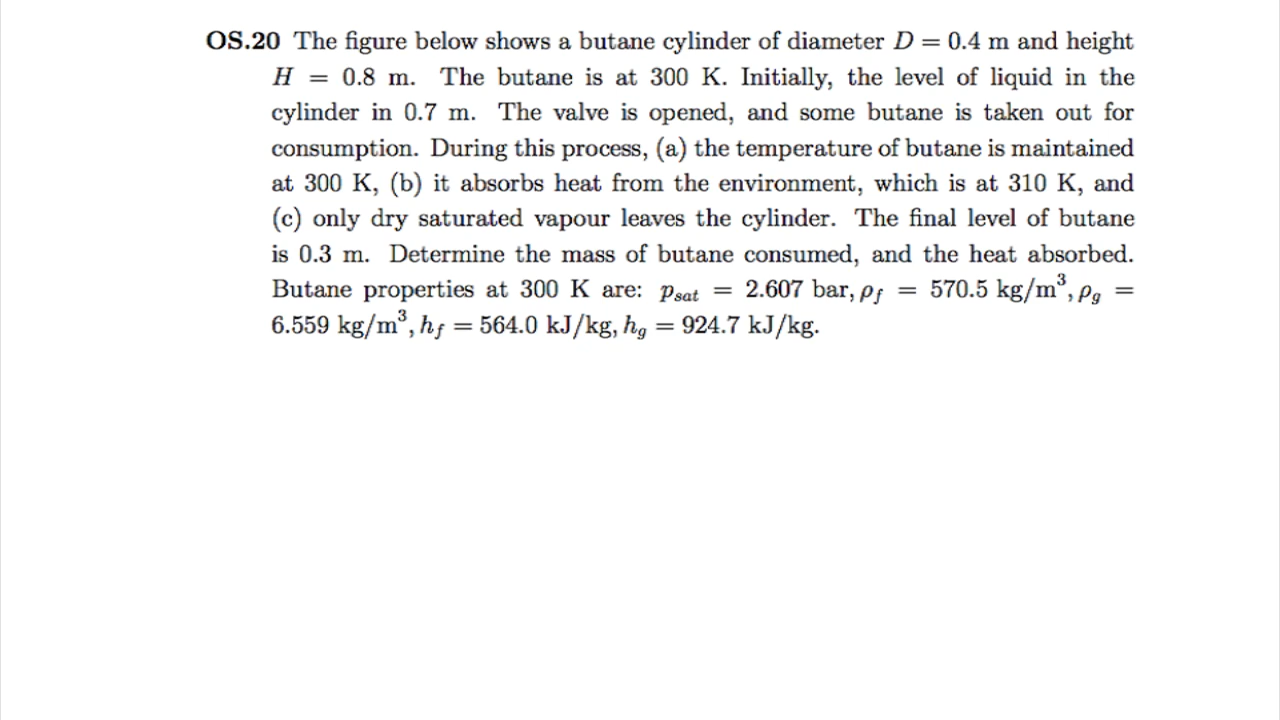 OS.20 The figure below shows a butane cylinder of diameter D = 0.4 m and height
H = 0.8 m. The butane is at 300 K. Initially, the level of liquid in the
cylinder in 0.7 m. The valve is opened, and some butane is taken out for
consumption. During this process, (a) the temperature of butane is maintained
at 300 K, (b) it absorbs heat from the environment, which is at 310 K, and
(c) only dry saturated vapour leaves the cylinder. The final level of butane
is 0.3 m. Determine the mass of butane consumed, and the heat absorbed.
Butane properties at 300 K are: p_sat = 2.607 bar, ρ_f = 570.5 kg/m³, ρ_g =
6.559 kg/m³, h_f = 564.0 kJ/kg, h_g = 924.7 kJ/kg.